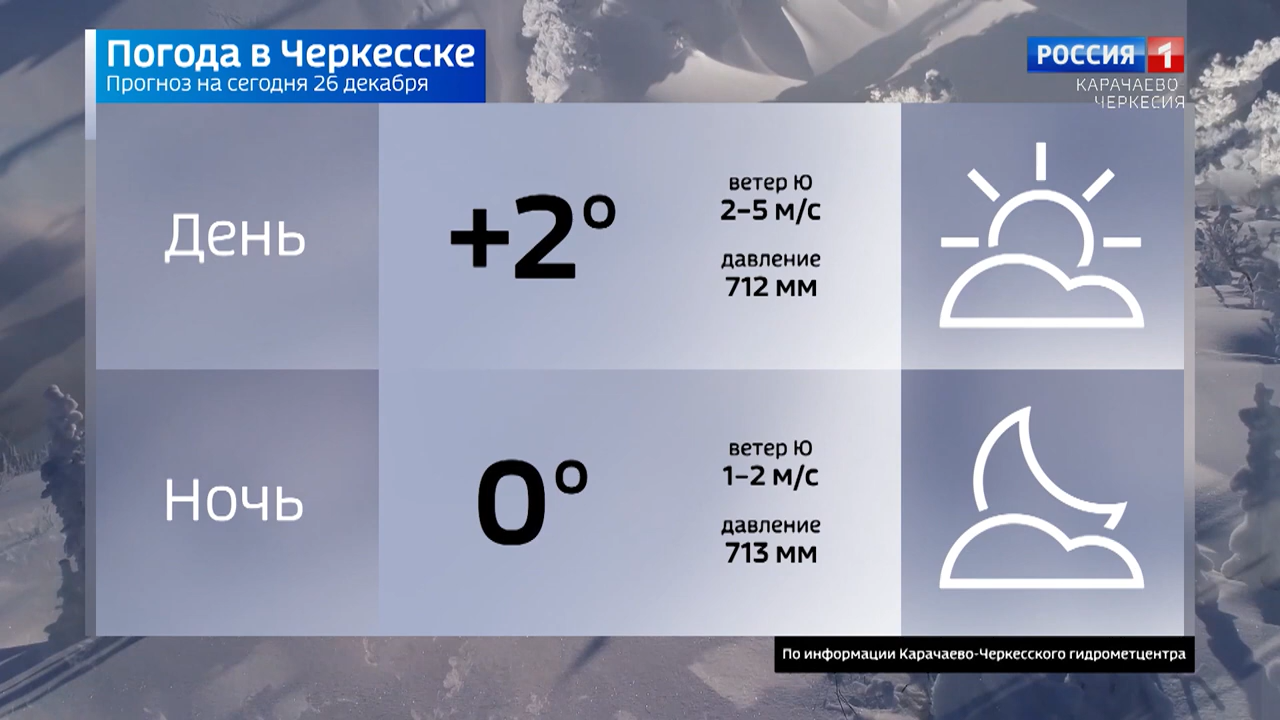 Погода в Черкесске
Прогноз на сегодня 26 декабря
РОССИЯ 1
КАРАЧАЕВО-
ЧЕРКЕСИЯ
День
+2°
ветер Ю
2-5 м/с
давление
712 мм
Ночь
0°
ветер Ю
1-2 м/с
давление
713 мм
По информации Карачаево-Черкесского гидрометцентра